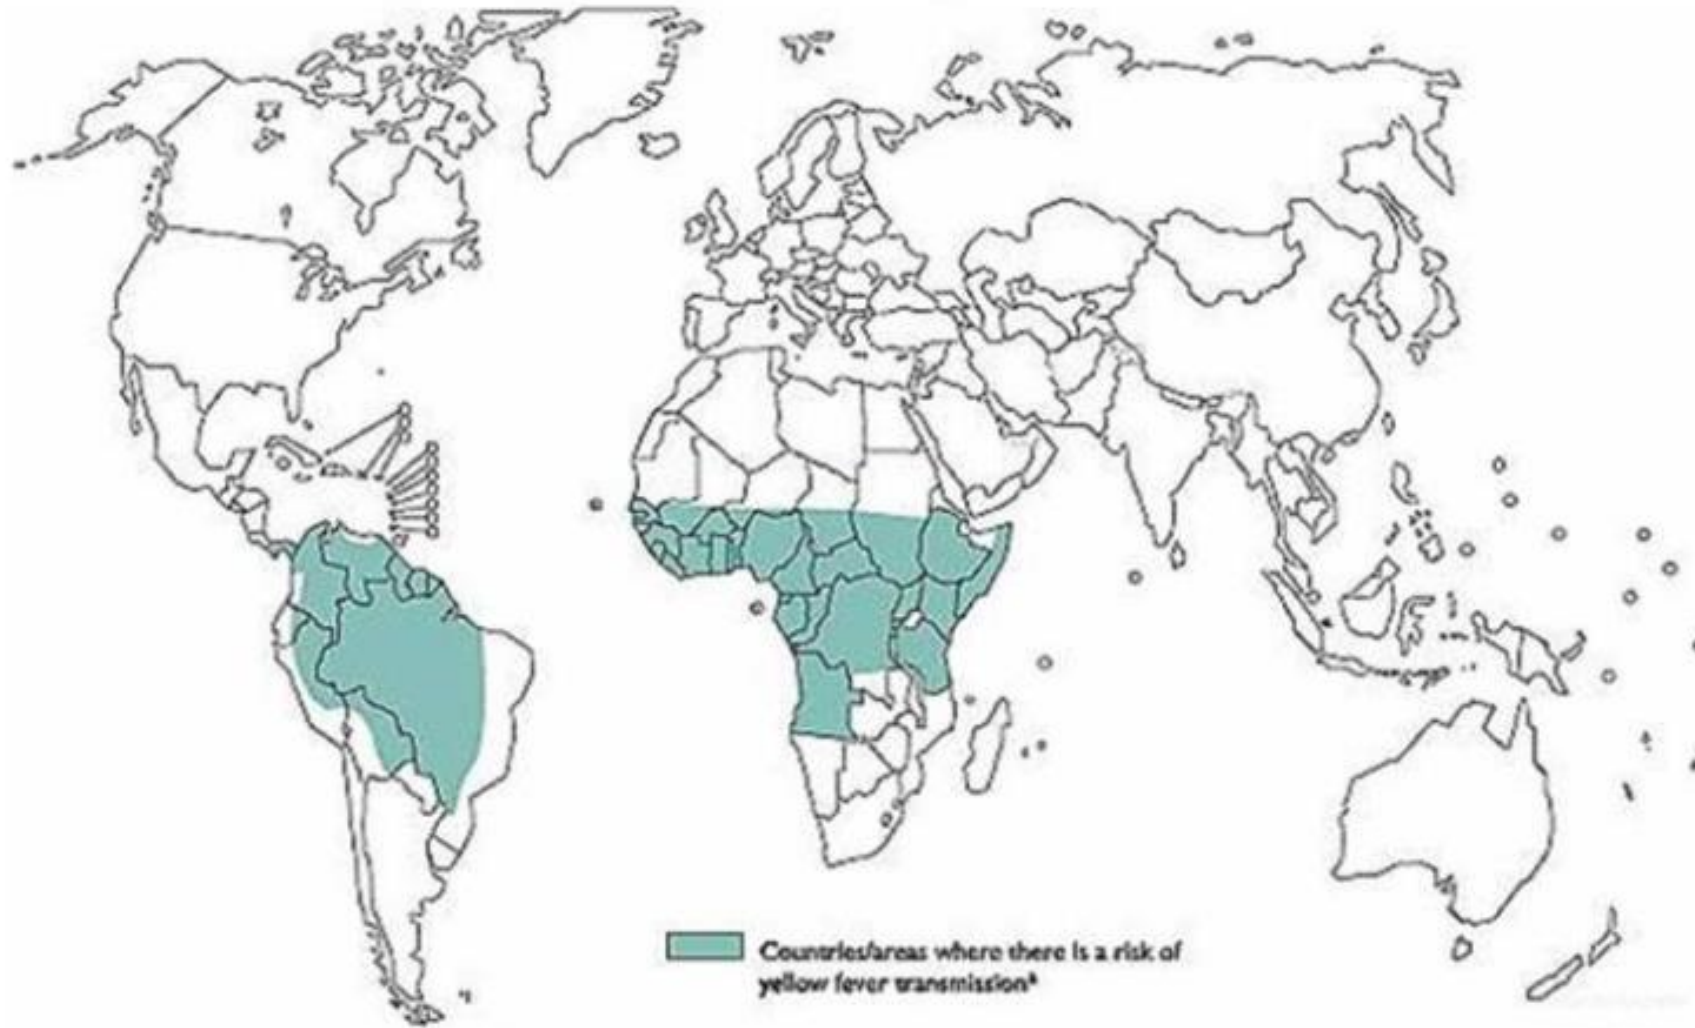 Countries/areas where there is a risk of
yellow fever transmission*